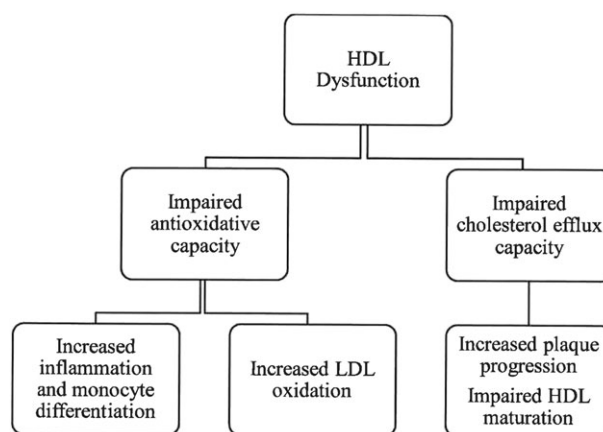 HDL
Dysfunction
Impaired
antioxidative
capacity
Impaired
cholesterol efflux
capacity
Increased
inflammation
and monocyte
differentiation
Increased LDL
oxidation
Increased plaque
progression
Impaired HDL
maturation